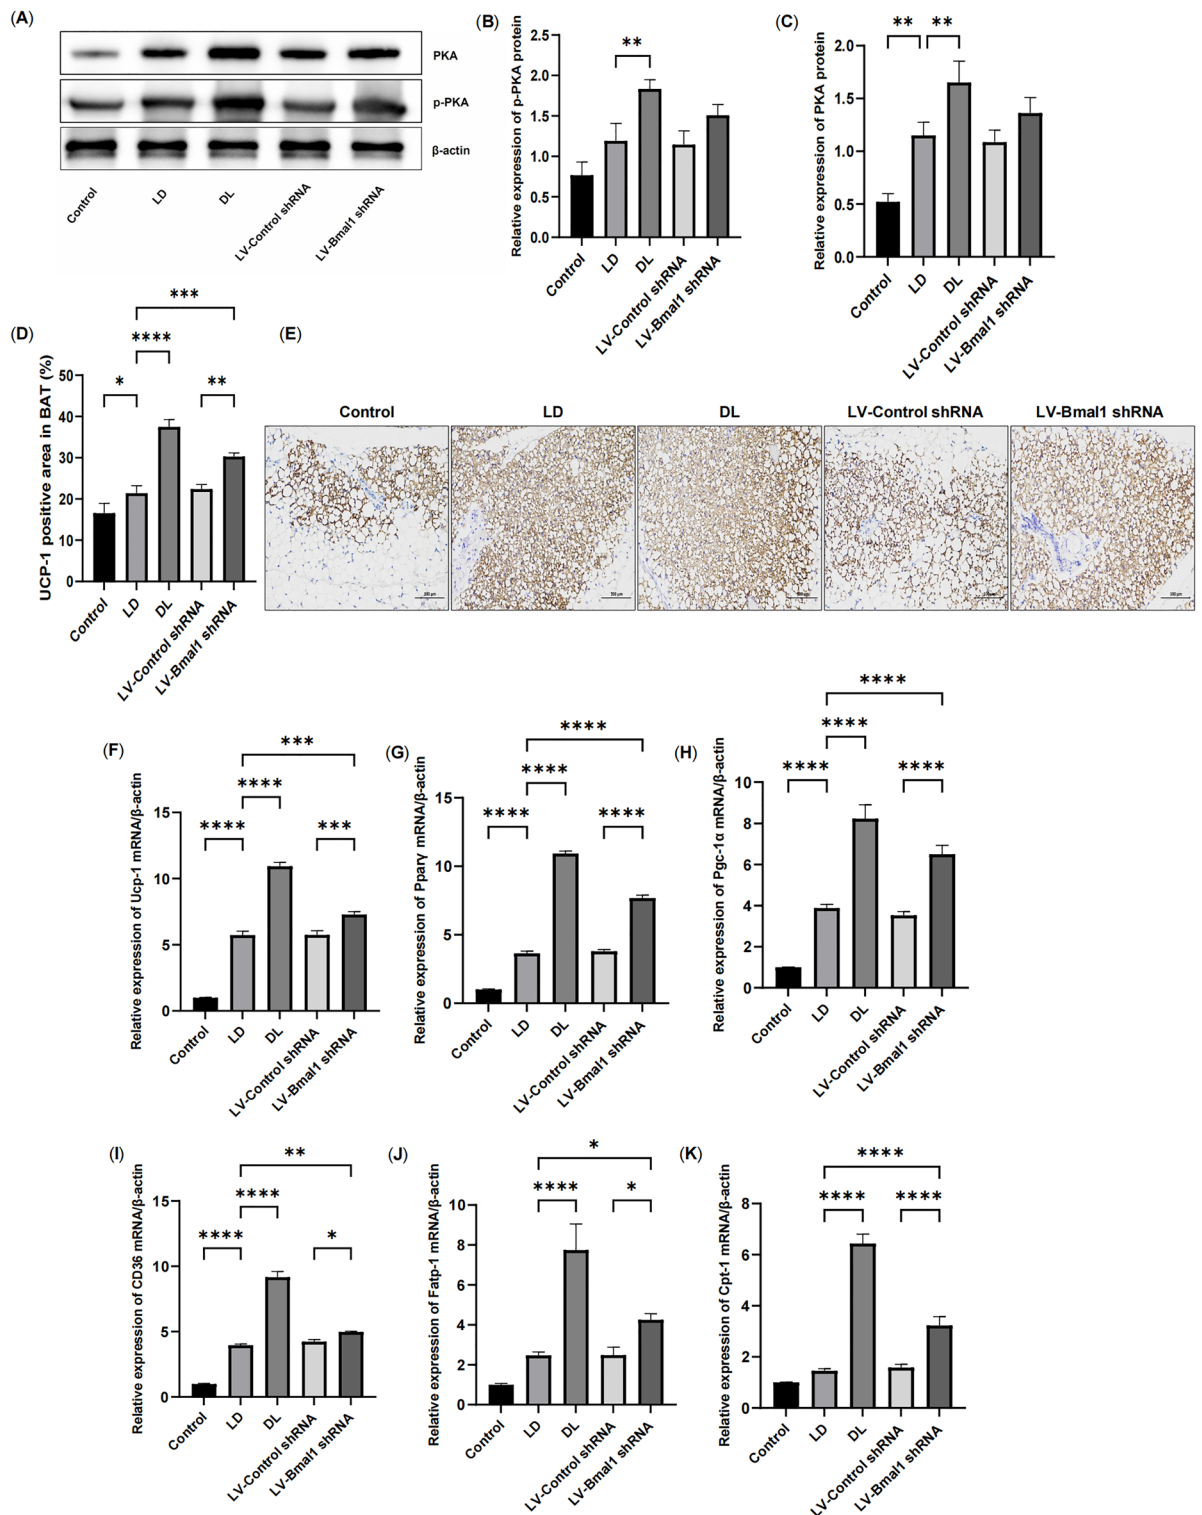 (A)
PKA
p-PKA
β-actin
Control
LD
DL
LV-Control shRNA
LV-Bmal1 shRNA
(B)
Relative expression of p-PKA protein
2.5
2.0
1.5
1.0
0.5
0.0
**
Control
LD
DL
LV-Control shRNA
LV-Bmal1 shRNA
(C)
Relative expression of PKA protein
2.0
1.5
1.0
0.5
0.0
** **
Control
LD
DL
LV-Control shRNA
LV-Bmal1 shRNA
(D)
UCP-1 positive area in BAT (%)
50
40
30
20
10
0
***
****
* **
Control
LD
DL
LV-Control shRNA
LV-Bmal1 shRNA
(E)
Control LD DL LV-Control shRNA LV-Bmal1 shRNA
(F)
Relative expression of Ucp-1 mRNA/β-actin
15
10
5
0
***
****
**** ***
Control
LD
DL
LV-Control shRNA
LV-Bmal1 shRNA
(G)
Relative expression of Pparγ mRNA/β-actin
15
10
5
0
****
****
**** ****
Control
LD
DL
LV-Control shRNA
LV-Bmal1 shRNA
(H)
Relative expression of Pgc-1α mRNA/β-actin
10
8
6
4
2
0
****
****
**** ****
Control
LD
DL
LV-Control shRNA
LV-Bmal1 shRNA
(I)
Relative expression of CD36 mRNA/β-actin
15
10
5
0
**
****
**** *
Control
LD
DL
LV-Control shRNA
LV-Bmal1 shRNA
(J)
Relative expression of Fatp-1 mRNA/β-actin
10
8
6
4
2
0
*
**** *
Control
LD
DL
LV-Control shRNA
LV-Bmal1 shRNA
(K)
Relative expression of Cpt-1 mRNA/β-actin
8
6
4
2
0
****
**** ****
Control
LD
DL
LV-Control shRNA
LV-Bmal1 shRNA